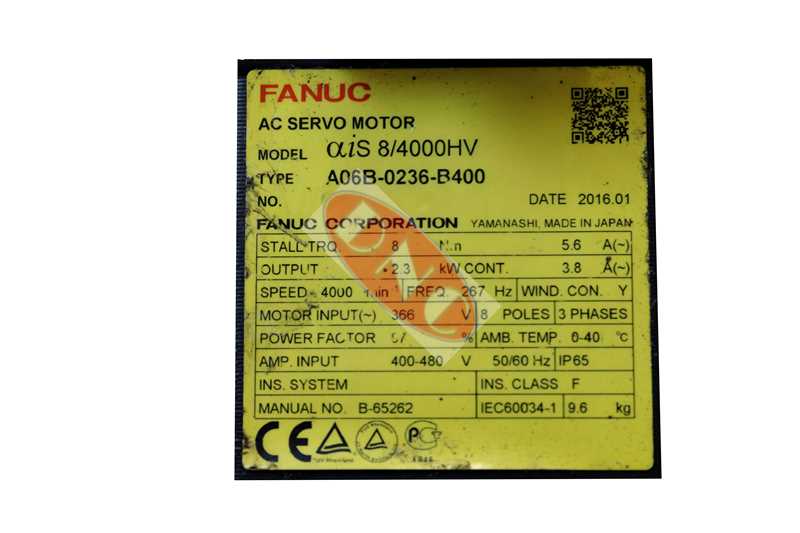 FANUC
AC SERVO MOTOR
MODEL αiS 8/4000HV
TYPE A06B-0236-B400
NO. DATE 2016.01
FANUC CORPORATION YAMANASHI, MADE IN JAPAN
STALL TRQ. 8 5.6 A(~)
OUTPUT 2.3 kW CONT. 3.8 A(~)
SPEED 4000 FREQ. 267 Hz WIND. CON. Y
MOTOR INPUT(~) 366 V 8 POLES 3 PHASES
POWER FACTOR % AMB. TEMP. 0-40 °C
AMP. INPUT 400-480 V 50/60 Hz IP65
INS. SYSTEM INS. CLASS F
MANUAL NO. B-65262 IEC60034-1 9.6 kg
CE
DNC